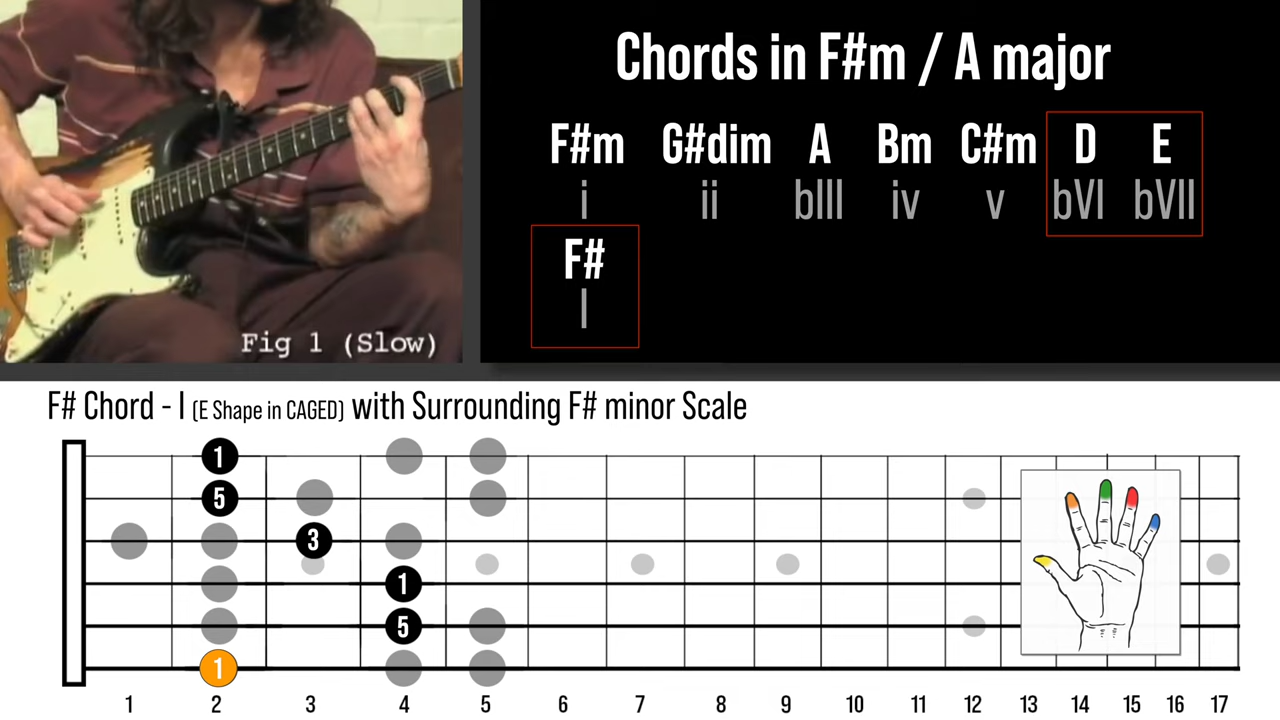 Chords in F#m / A major
F#m G#dim A Bm C#m D E
i ii bIII iv v bVI bVII
F#
I
Fig 1 (Slow)
F# Chord - I (E Shape in CAGED) with Surrounding F# minor Scale
1
5
3
1
5
1
1 2 3 4 5 6 7 8 9 10 11 12 13 14 15 16 17